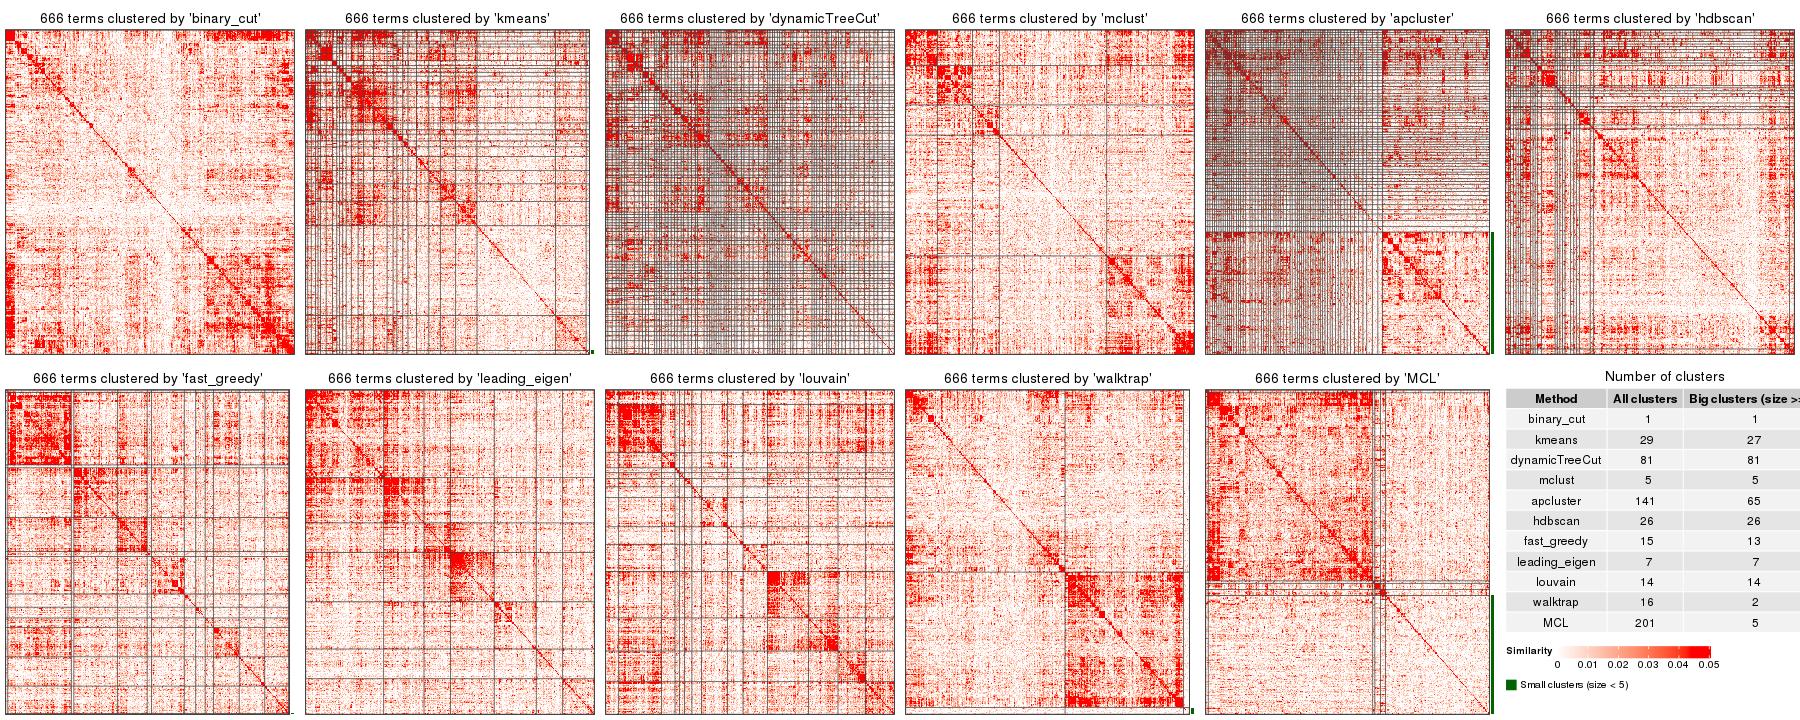 666 terms clustered by 'binary_cut'
666 terms clustered by 'kmeans'
666 terms clustered by 'dynamicTreeCut'
666 terms clustered by 'mclust'
666 terms clustered by 'apcluster'
666 terms clustered by 'hdbscan'
666 terms clustered by 'fast_greedy'
666 terms clustered by 'leading_eigen'
666 terms clustered by 'louvain'
666 terms clustered by 'walktrap'
666 terms clustered by 'MCL'
Number of clusters
Method All clusters Big clusters (size >=
binary_cut 1 1
kmeans 29 27
dynamicTreeCut 81 81
mclust 5 5
apcluster 141 65
hdbscan 26 26
fast_greedy 15 13
leading_eigen 7 7
louvain 14 14
walktrap 16 2
MCL 201 5
Similarity
0 0.01 0.02 0.03 0.04 0.05
Small clusters (size < 5)